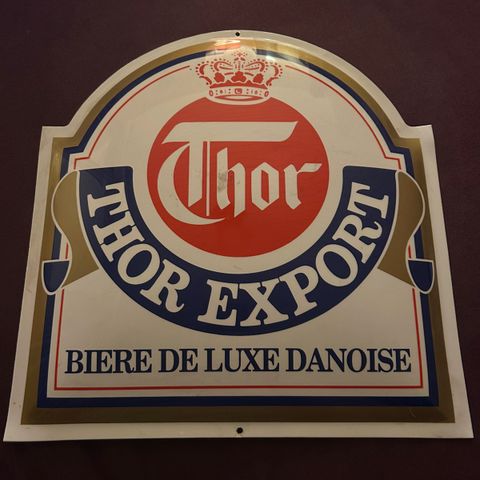 Thor
THOR EXPORT
BIERE DE LUXE DANOISE